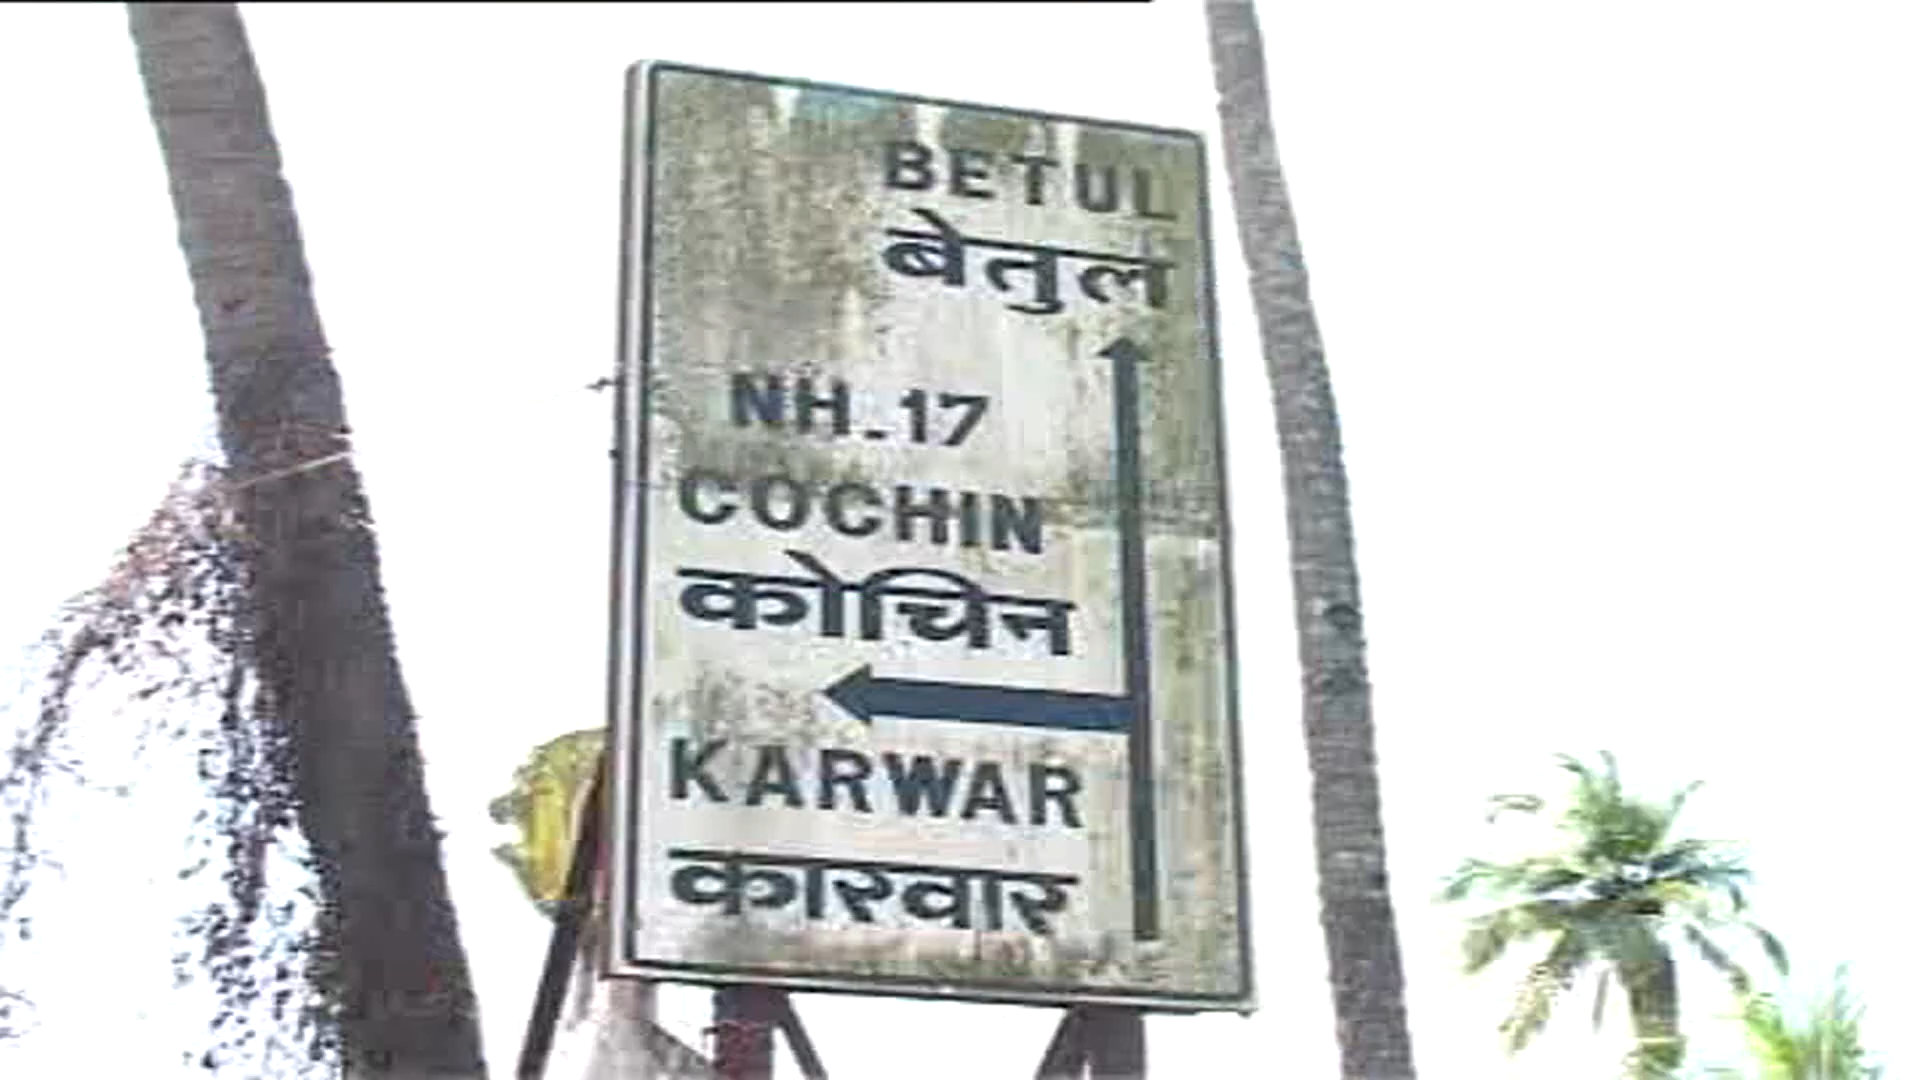 BETUL
बेतुल
NH.17
COCHIN
कोचिन
KARWAR
कारवार